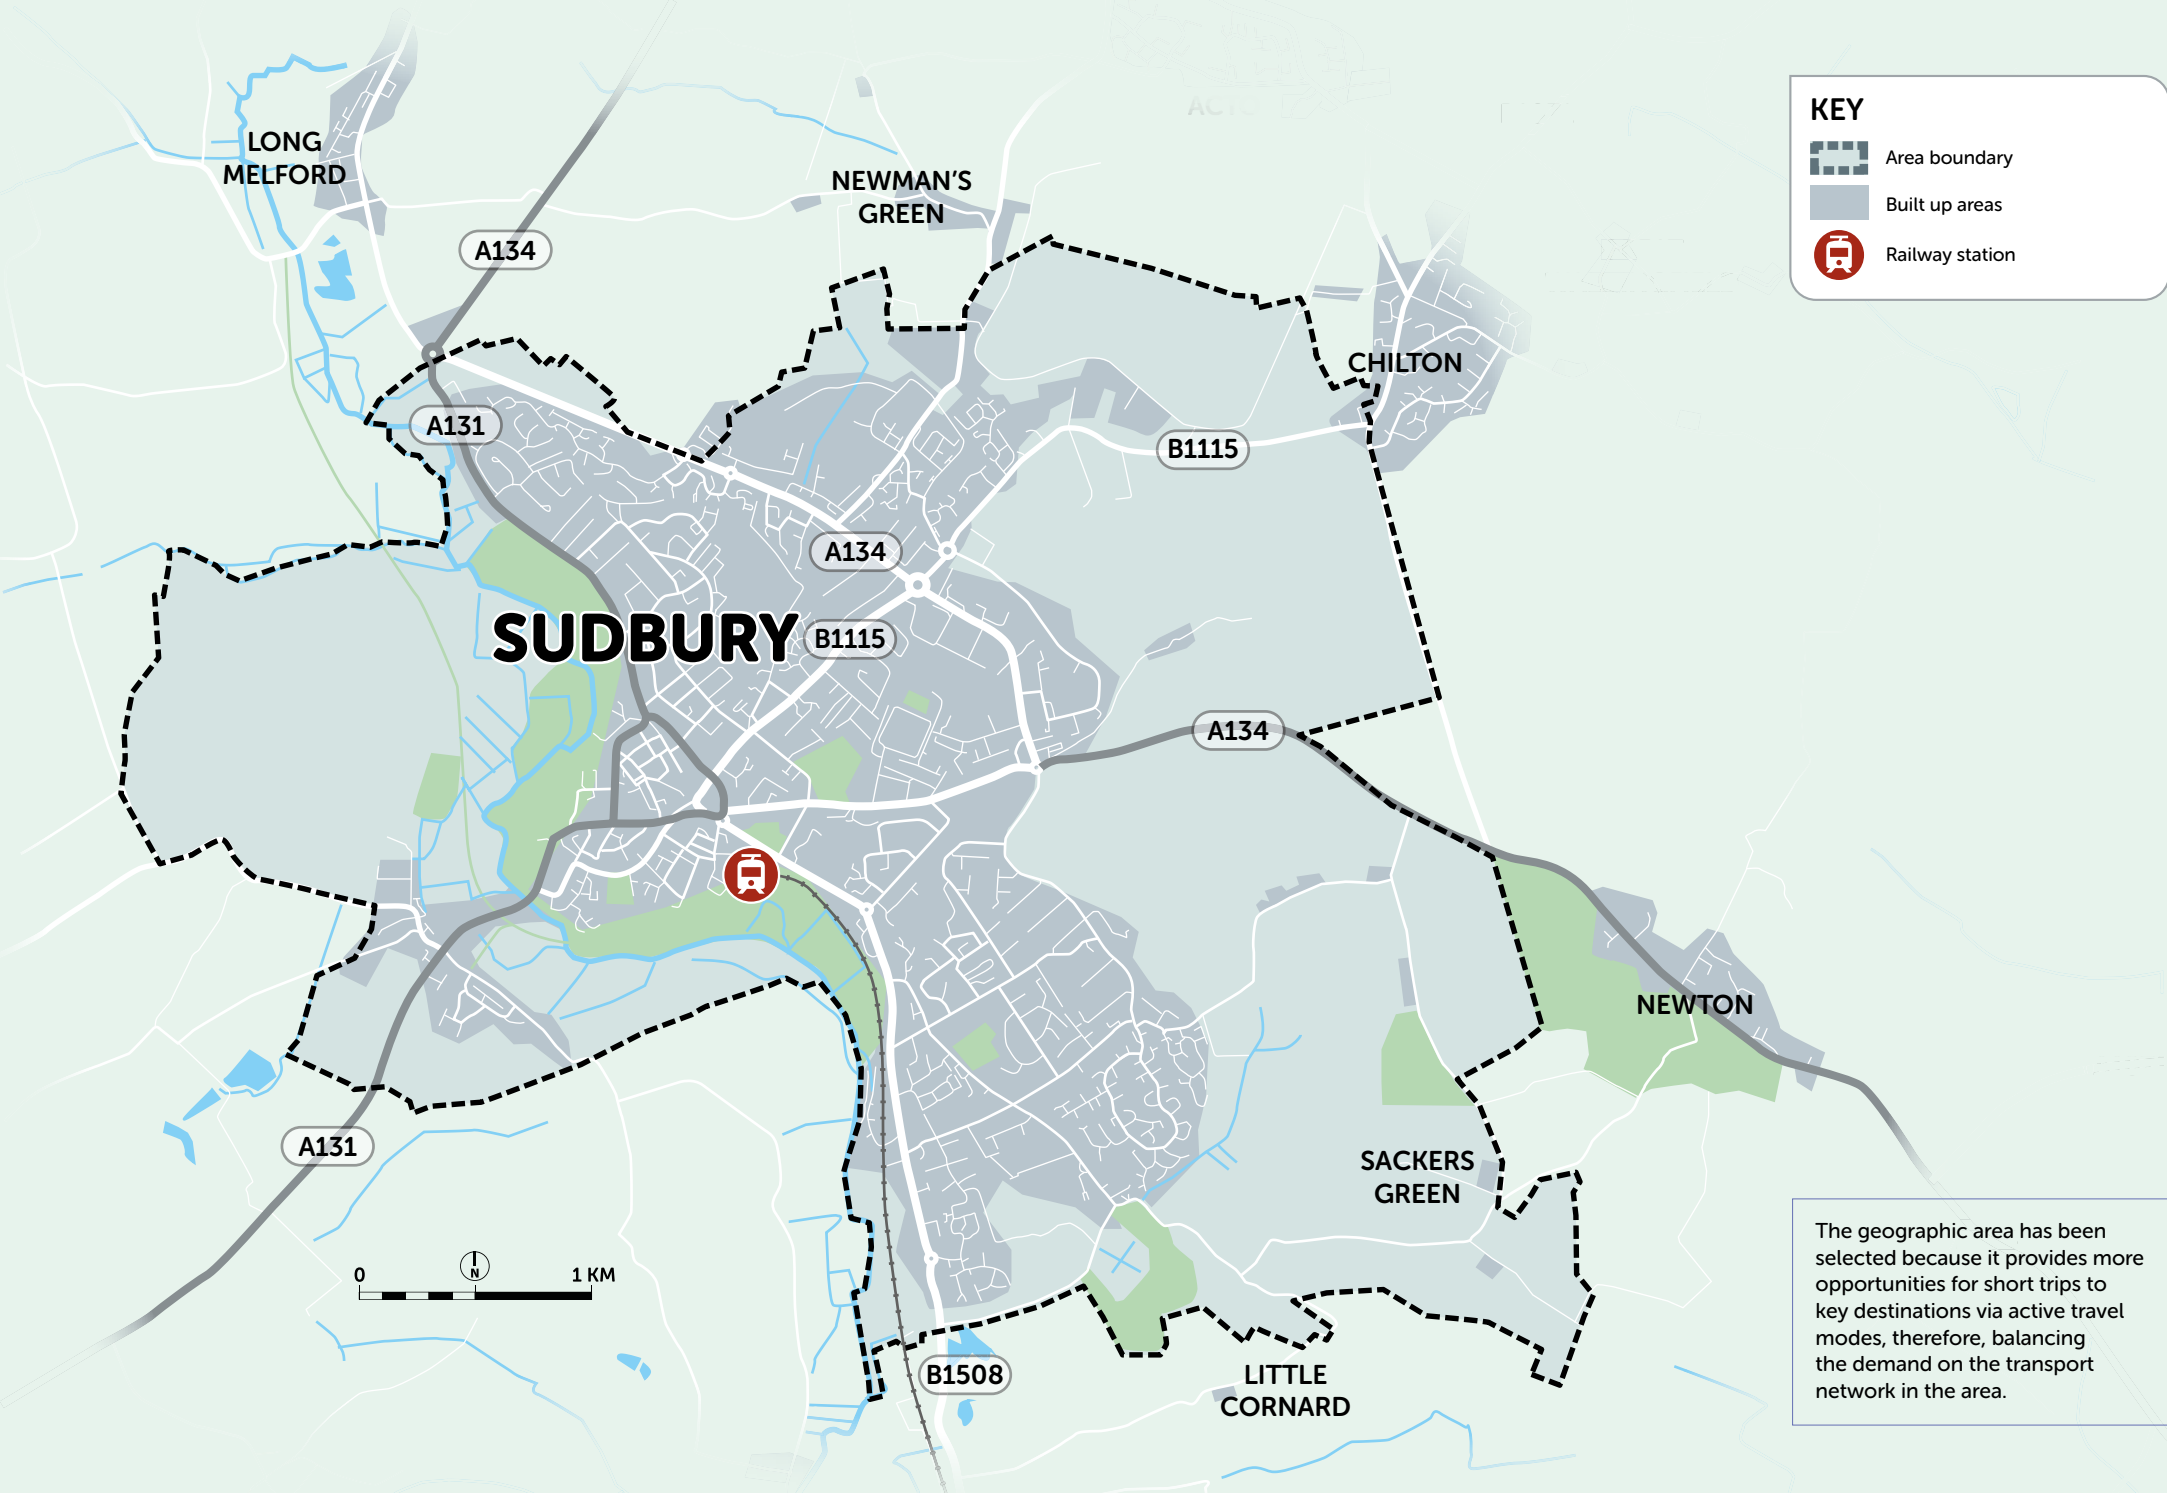 LONG
MELFORD
A134
NEWMAN'S
GREEN
KEY
Area boundary
Built up areas
Railway station
CHILTON
A131
B1115
A134
SUDBURY
B1115
A134
NEWTON
A131
SACKERS
GREEN
0
N
1 KM
B1508
LITTLE
CORNARD
The geographic area has been
selected because it provides more
opportunities for short trips to
key destinations via active travel
modes, therefore, balancing
the demand on the transport
network in the area.